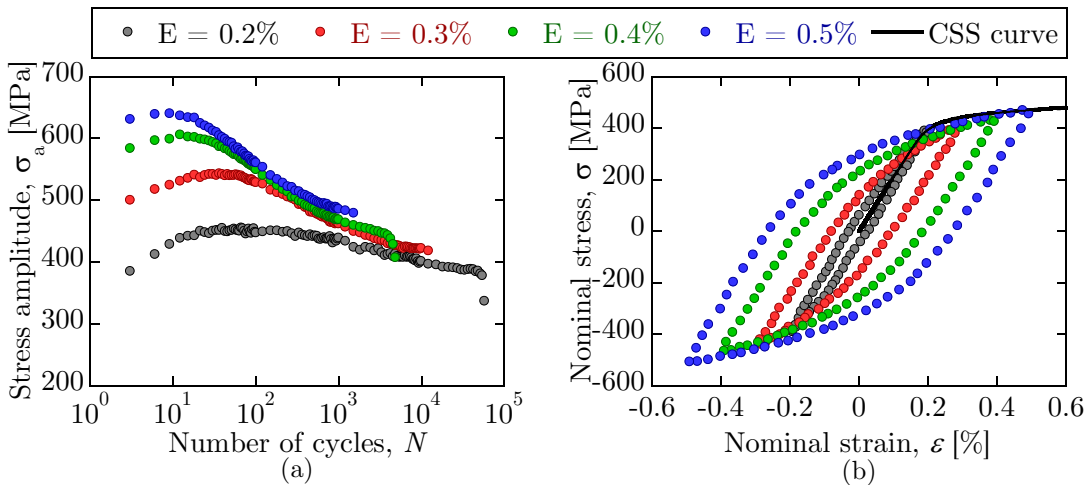 E = 0.2% E = 0.3% E = 0.4% E = 0.5% CSS curve
Stress amplitude, σa [MPa]
700
600
500
400
300
200
10^0 10^1 10^2 10^3 10^4 10^5
Number of cycles, N
(a)
Nominal stress, σ [MPa]
600
400
200
0
-200
-400
-600
-0.6 -0.4 -0.2 0 0.2 0.4 0.6
Nominal strain, ε [%]
(b)